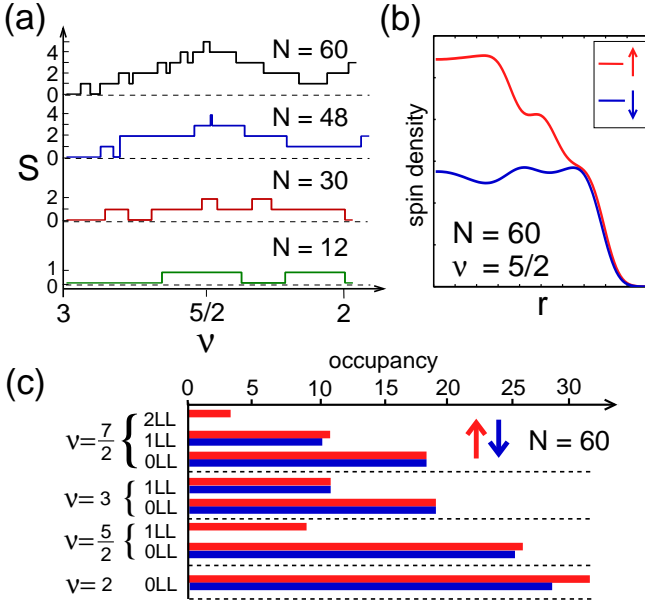 (a)
4
2
0
N = 60
4
2
0
N = 48
S
2
0
N = 30
1
0
N = 12
3
5/2
2
ν
(b)
spin density
↑
↓
N = 60
ν = 5/2
r
(c)
occupancy
0 5 10 15 20 25 30
ν=7/2 { 2LL
1LL
0LL
↑↓ N = 60
ν= 3 { 1LL
0LL
ν=5/2 { 1LL
0LL
ν= 2 0LL